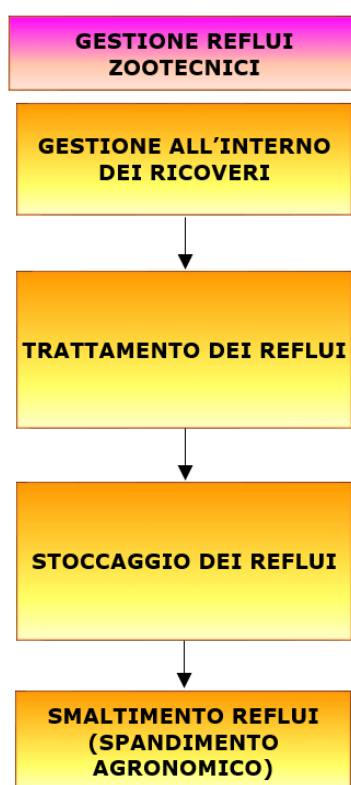 GESTIONE REFLUI
ZOOTECNICI
GESTIONE ALL'INTERNO
DEI RICOVERI
TRATTAMENTO DEI REFLUI
STOCCAGGIO DEI REFLUI
SMALTIMENTO REFLUI
(SPANDIMENTO
AGRONOMICO)